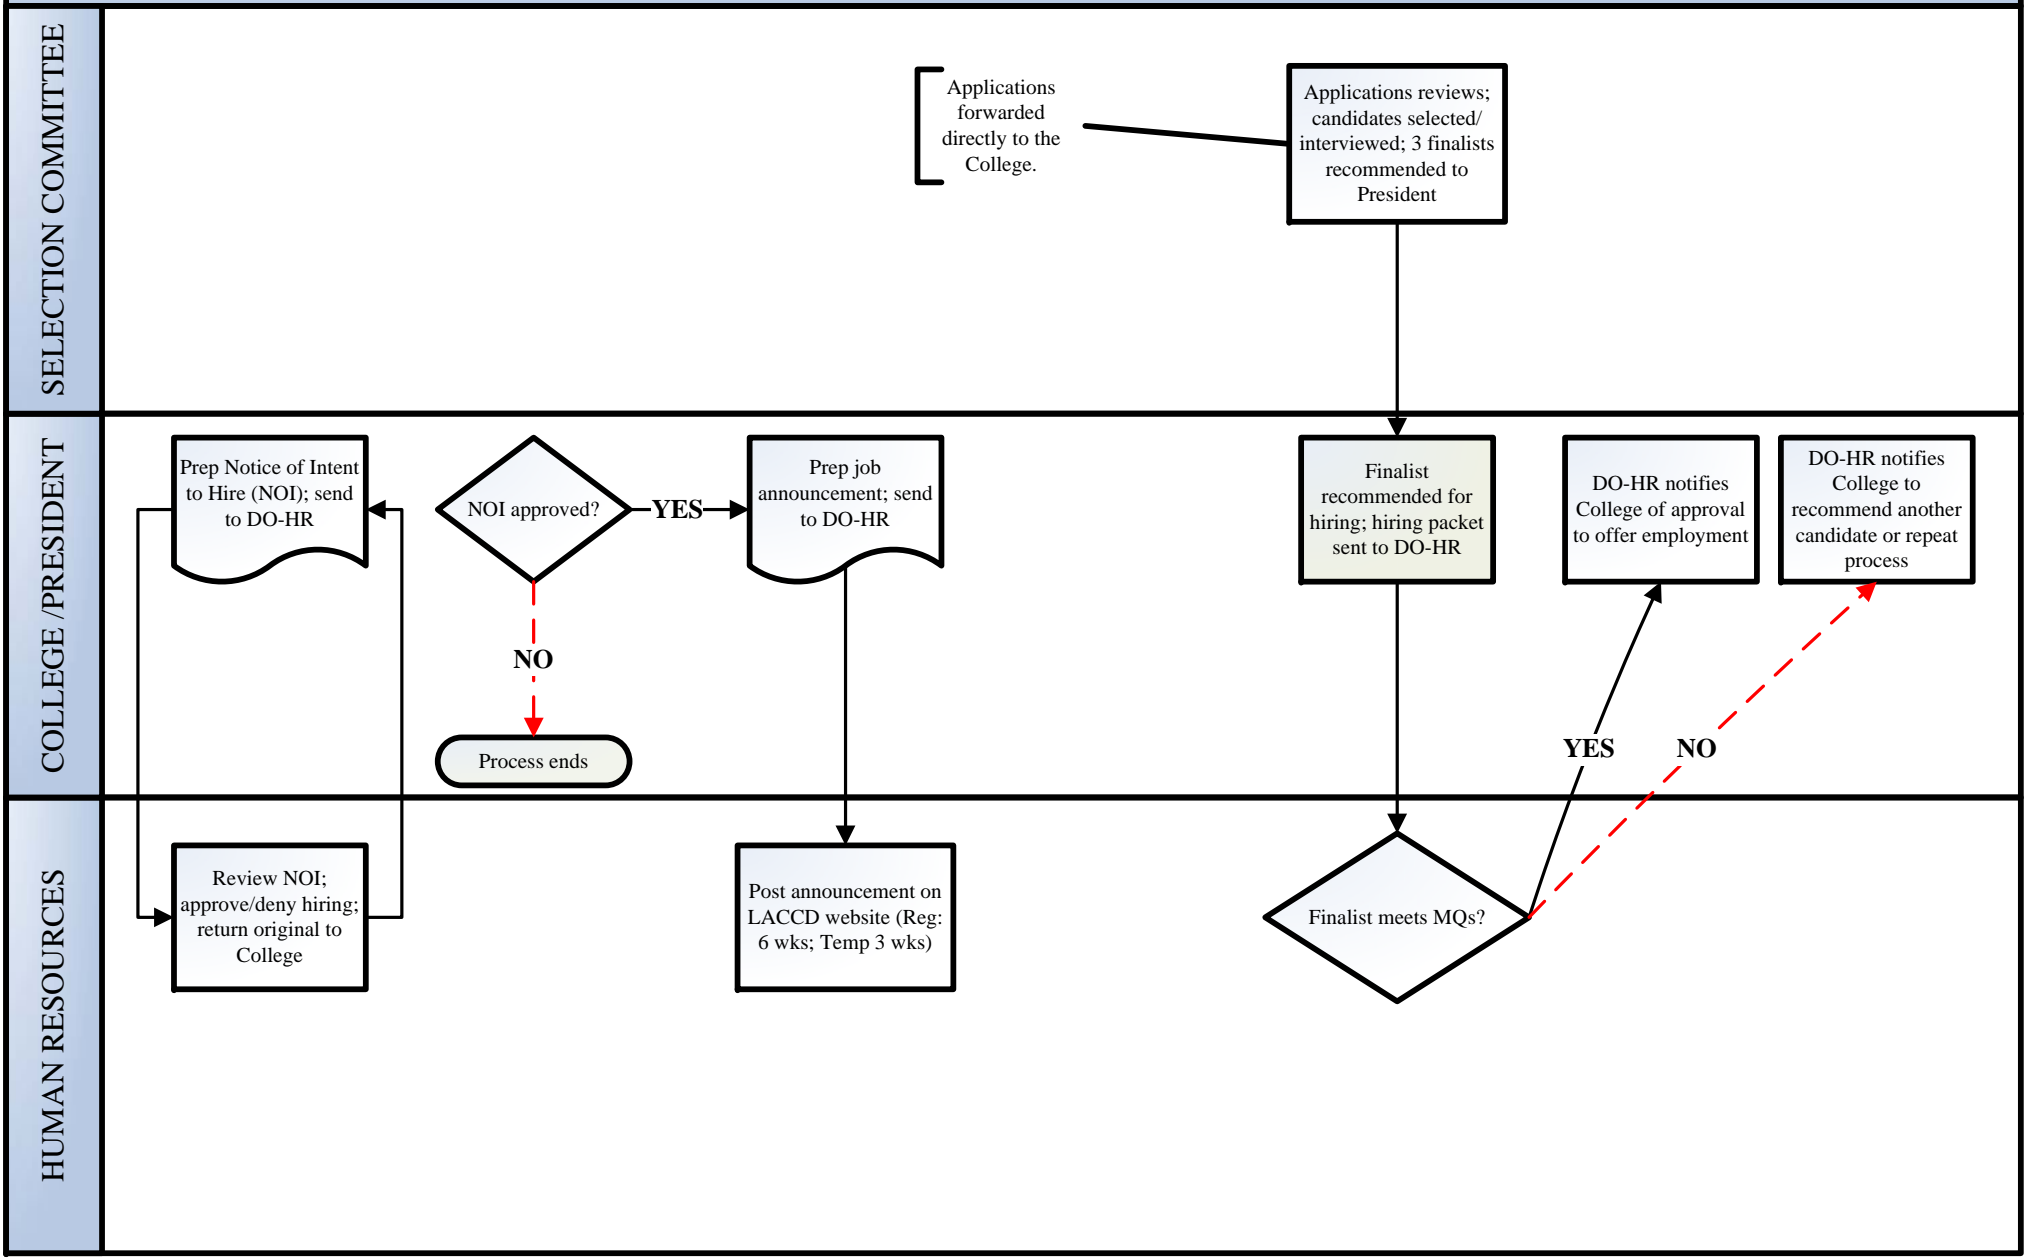 SELECTION COMMITTEE
Applications
forwarded
directly to the
College.
Applications reviews;
candidates selected/
interviewed; 3 finalists
recommended to
President
COLLEGE /PRESIDENT
Prep Notice of Intent
to Hire (NOI); send
to DO-HR
NOI approved?
YES
NO
Process ends
Prep job
announcement; send
to DO-HR
Finalist
recommended for
hiring; hiring packet
sent to DO-HR
DO-HR notifies
College of approval
to offer employment
DO-HR notifies
College to
recommend another
candidate or repeat
process
YES
NO
HUMAN RESOURCES
Review NOI;
approve/deny hiring;
return original to
College
Post announcement on
LACCD website (Reg:
6 wks; Temp 3 wks)
Finalist meets MQs?